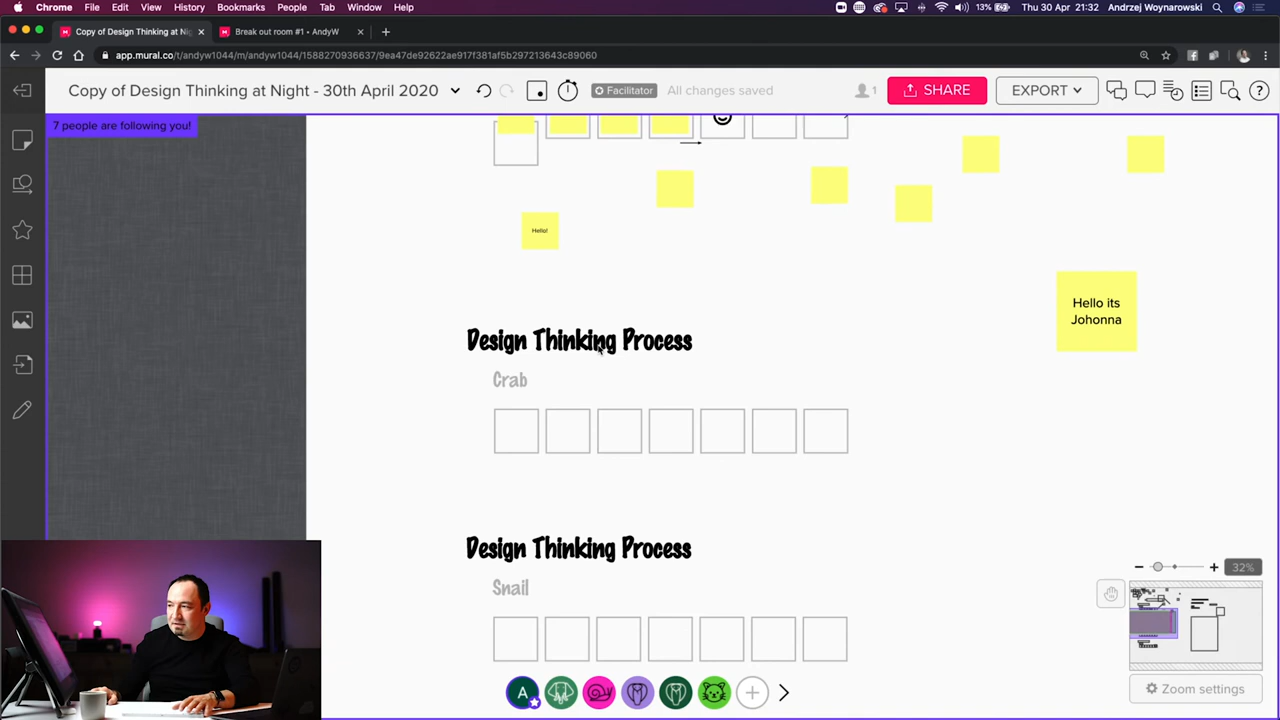 Chrome File Edit View History Bookmarks People Tab Window Help
13% Thu 30 Apr 21:32 Andrzej Woynarowski
Copy of Design Thinking at Nig
Break out room #1 • AndyW
app.mural.co/t/andyw1044/m/andyw1044/1588270936637/9ea47de92622ae917f381af5b297213643c89060
Copy of Design Thinking at Night - 30th April 2020
Facilitator
All changes saved
1
SHARE
EXPORT
7 people are following you!
Hello!
Hello its
Johonna
Design Thinking Process
Crab
Design Thinking Process
Snail
32%
A
Zoom settings